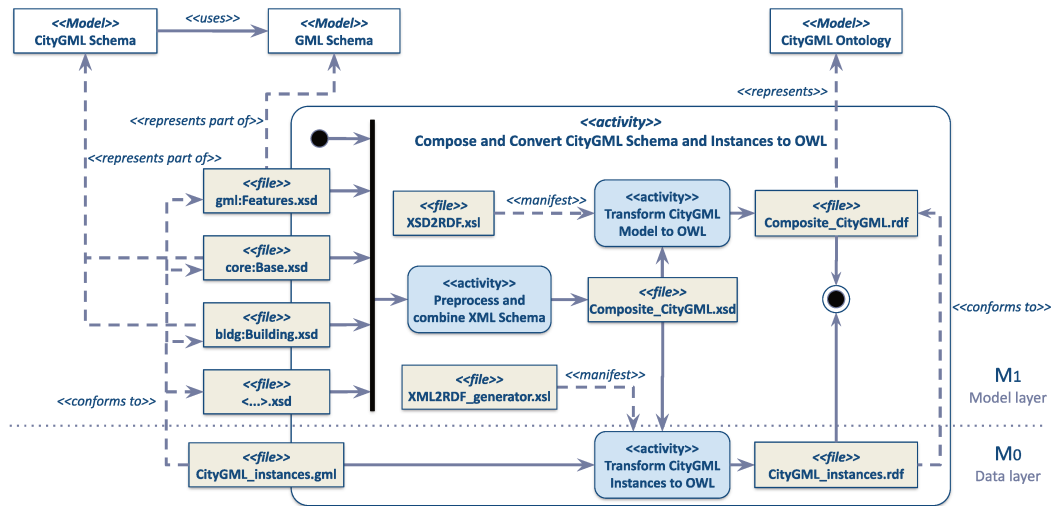 <<Model>>
CityGML Schema
<<uses>>
<<Model>>
GML Schema
<<Model>>
CityGML Ontology
<<represents>>
<<represents part of>>
<<represents part of>>
<<activity>>
Compose and Convert CityGML Schema and Instances to OWL
<<file>>
gml:Features.xsd
<<file>>
XSD2RDF.xsl
<<manifest>>
<<activity>>
Transform CityGML
Model to OWL
<<file>>
Composite_CityGML.rdf
<<file>>
core:Base.xsd
<<activity>>
Preprocess and
combine XML Schema
<<file>>
Composite_CityGML.xsd
<<conforms to>>
<<file>>
bldg:Building.xsd
<<file>>
XML2RDF_generator.xsl
<<manifest>>
<<file>>
<...>.xsd
<<conforms to>>
M1
Model layer
<<file>>
CityGML_instances.gml
<<activity>>
Transform CityGML
Instances to OWL
<<file>>
CityGML_instances.rdf
M0
Data layer